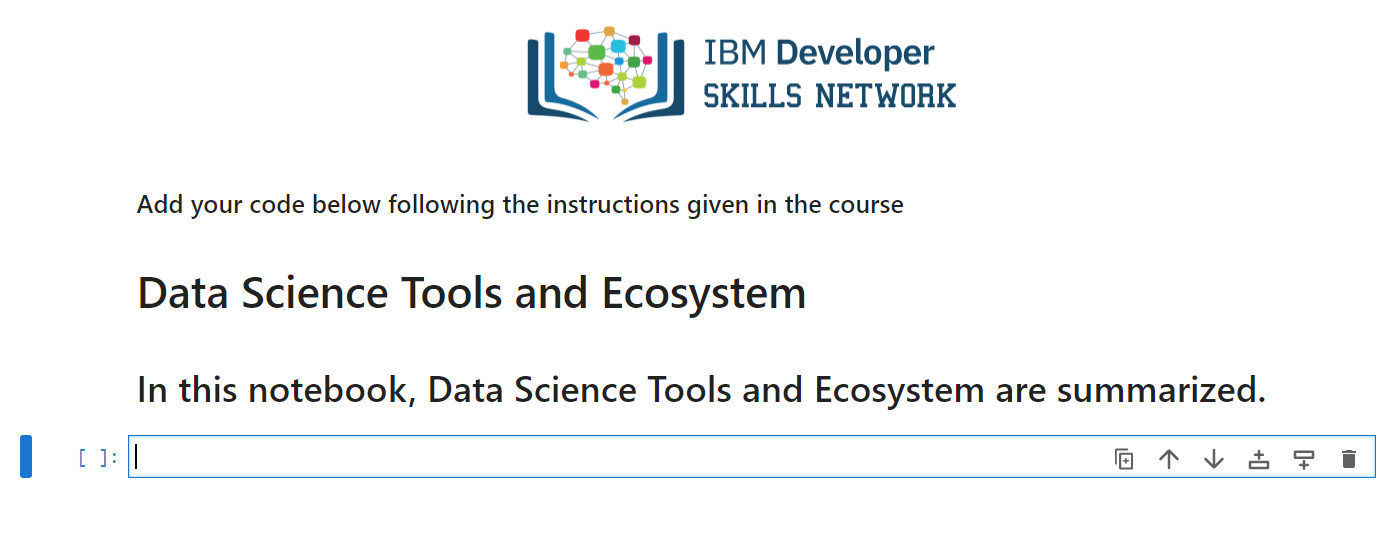 IBM Developer
SKILLS NETWORK
Add your code below following the instructions given in the course
Data Science Tools and Ecosystem
In this notebook, Data Science Tools and Ecosystem are summarized.
[ ]: